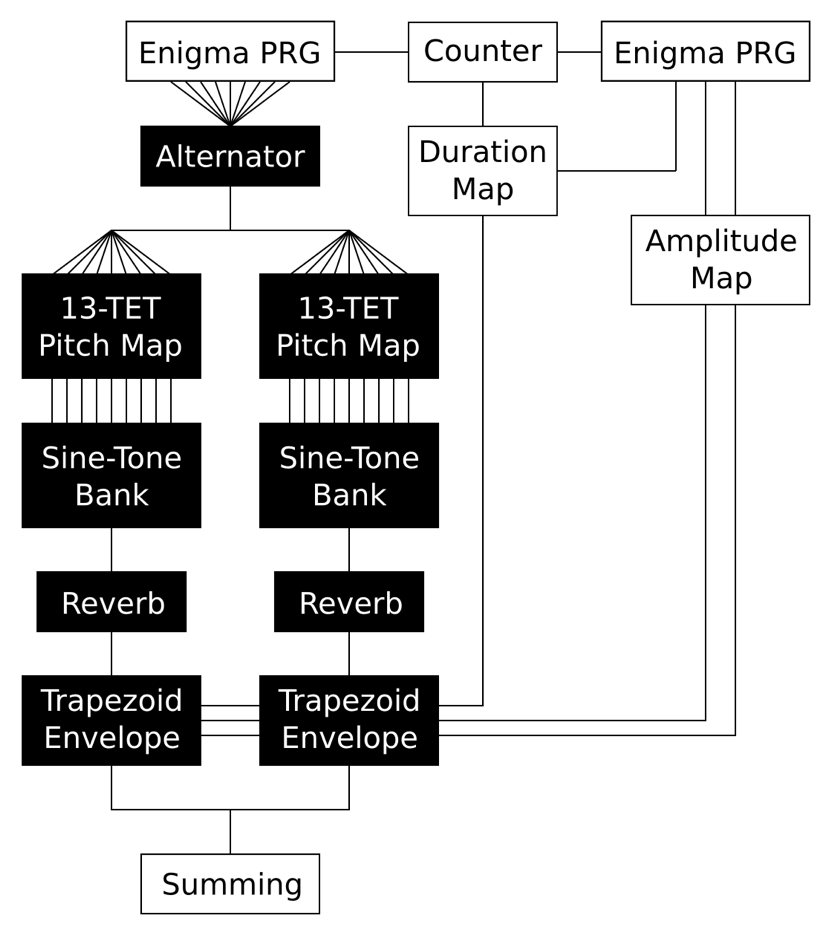 Enigma PRG
Counter
Enigma PRG
Alternator
Duration
Map
Amplitude
Map
13-TET
Pitch Map
13-TET
Pitch Map
Sine-Tone
Bank
Sine-Tone
Bank
Reverb
Reverb
Trapezoid
Envelope
Trapezoid
Envelope
Summing